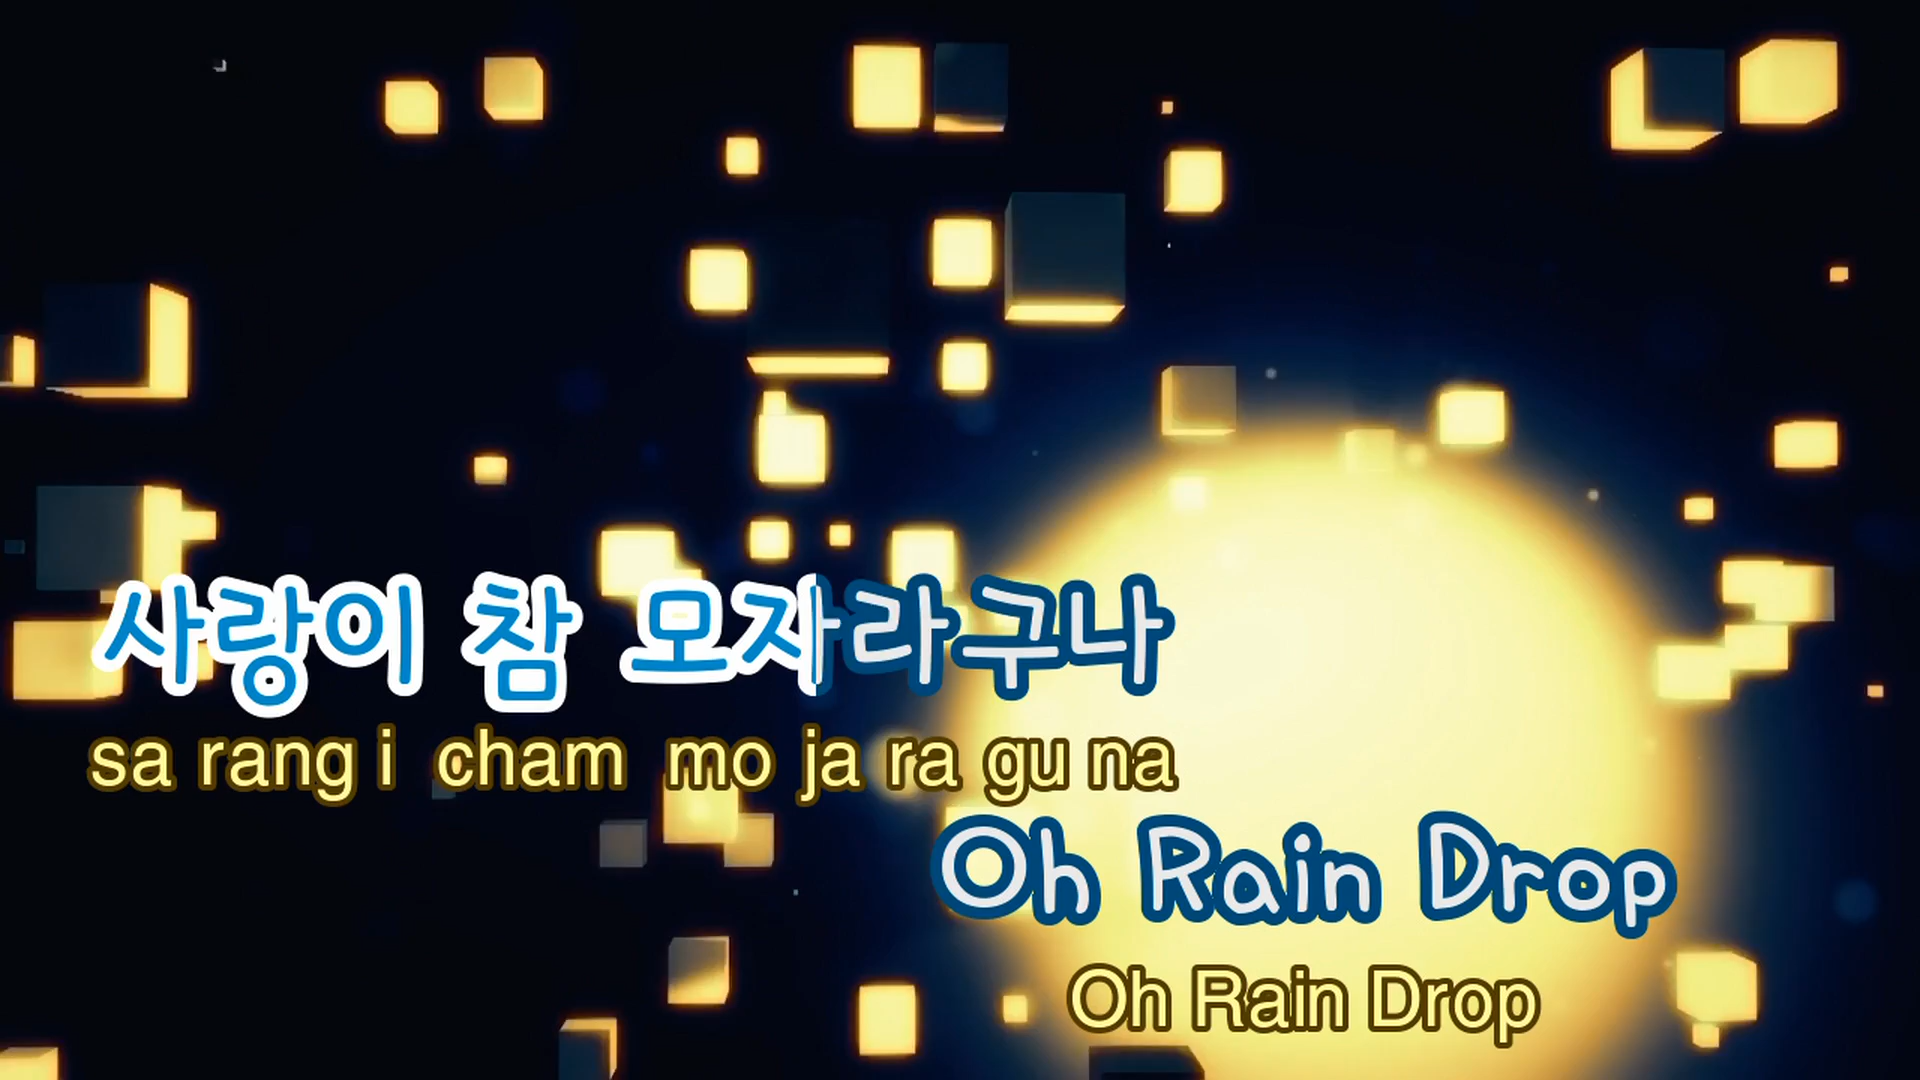 사랑이 참 모자라구나
sa rang i cham mo ja ra gu na
Oh Rain Drop
Oh Rain Drop